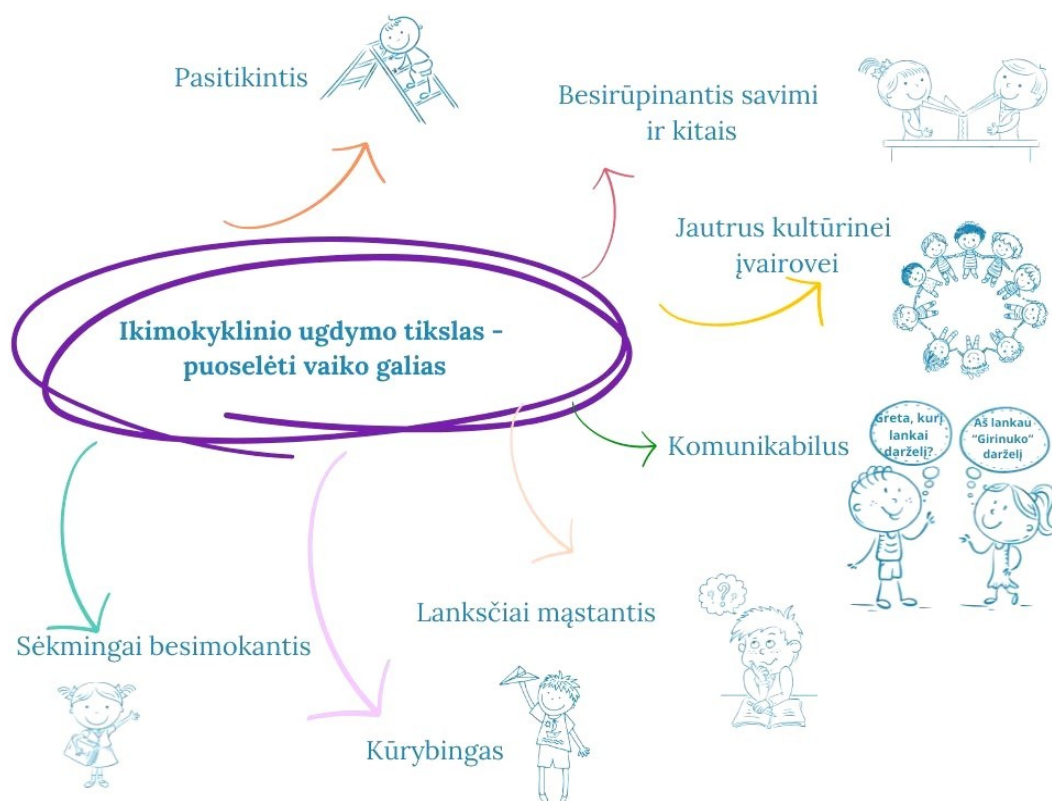 Pasitikintis
Besirūpinantis savimi
ir kitais
Jautrus kultūrinei
įvairovei
Ikimokyklinio ugdymo tikslas -
puoselėti vaiko galias
Komunikabilus
Greta, kurį
lankai
darželį?
Aš lankau
“Girinuko”
darželį
Lanksčiai mąstantis
? ?
Sėkmingai besimokantis
Kūrybingas